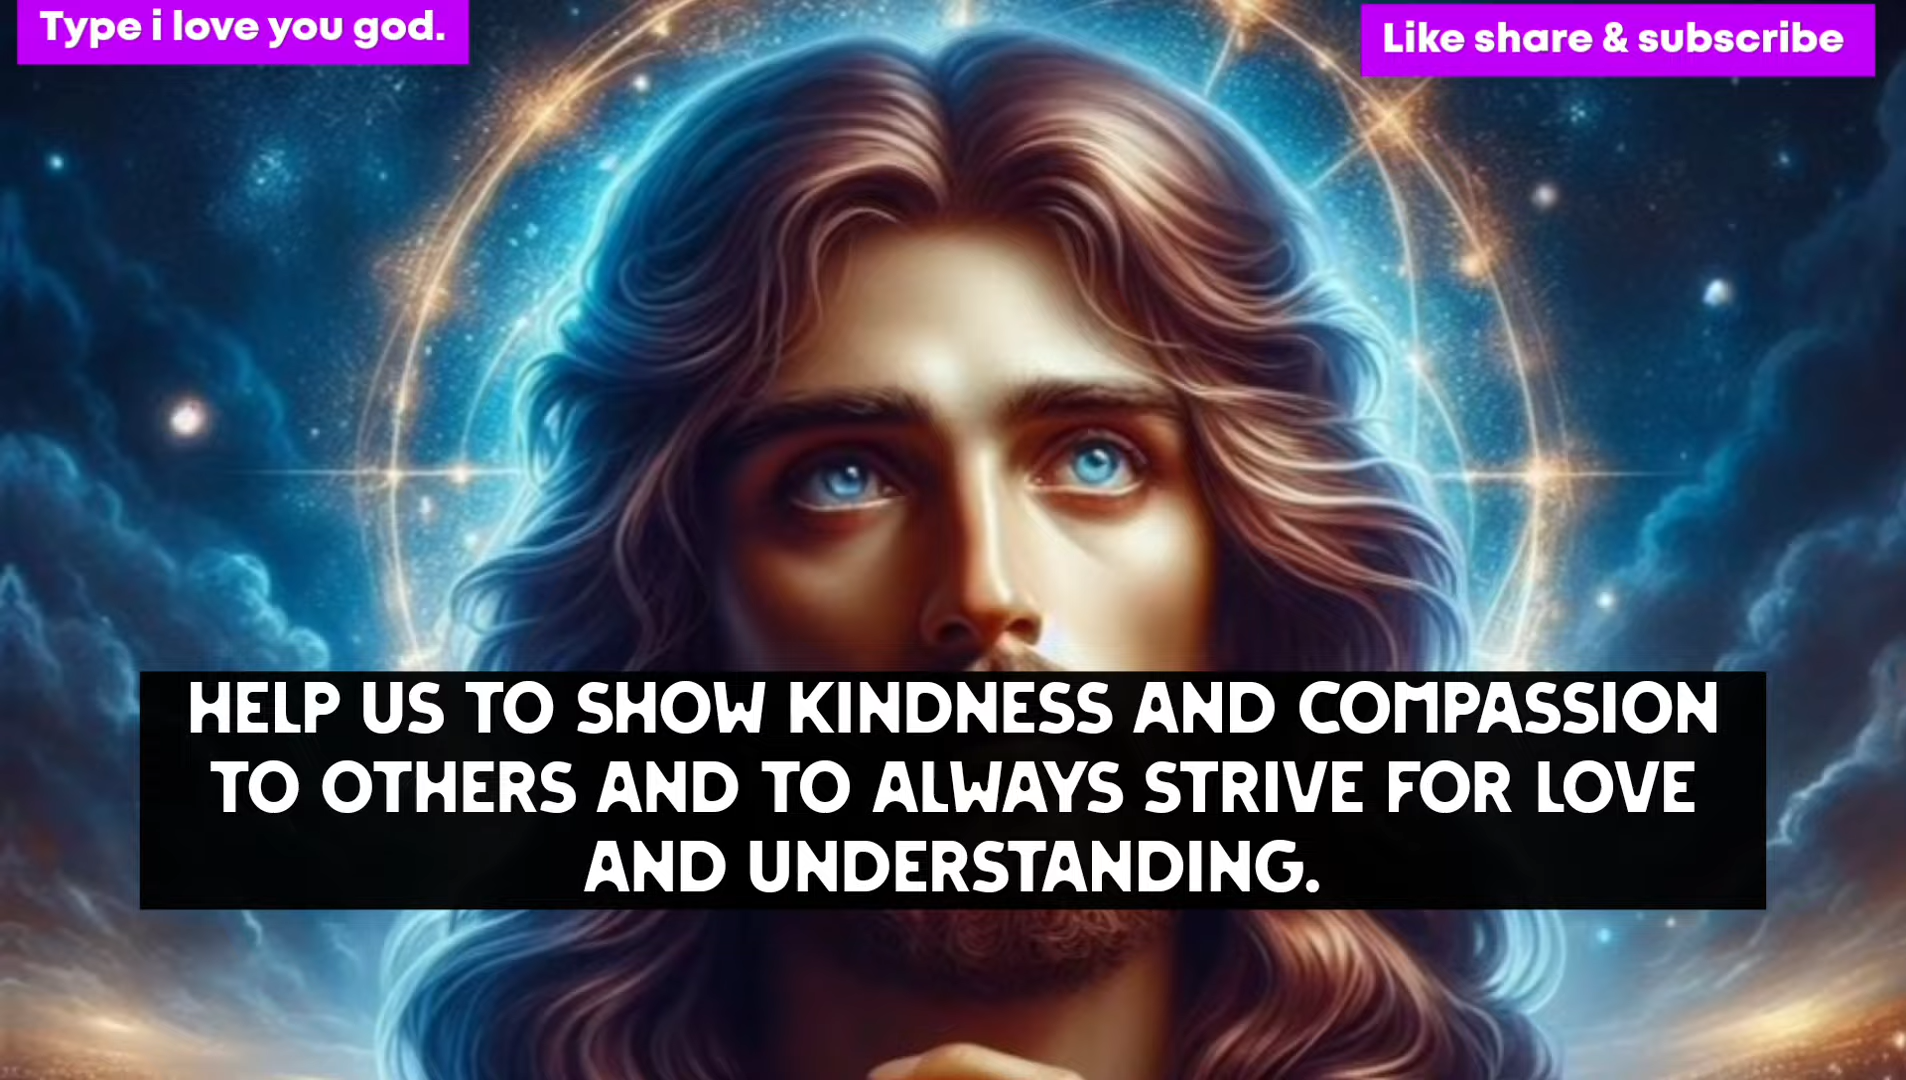 Type i love you god.
Like share & subscribe
HELP US TO SHOW KINDNESS AND COMPASSION
TO OTHERS AND TO ALWAYS STRIVE FOR LOVE
AND UNDERSTANDING.